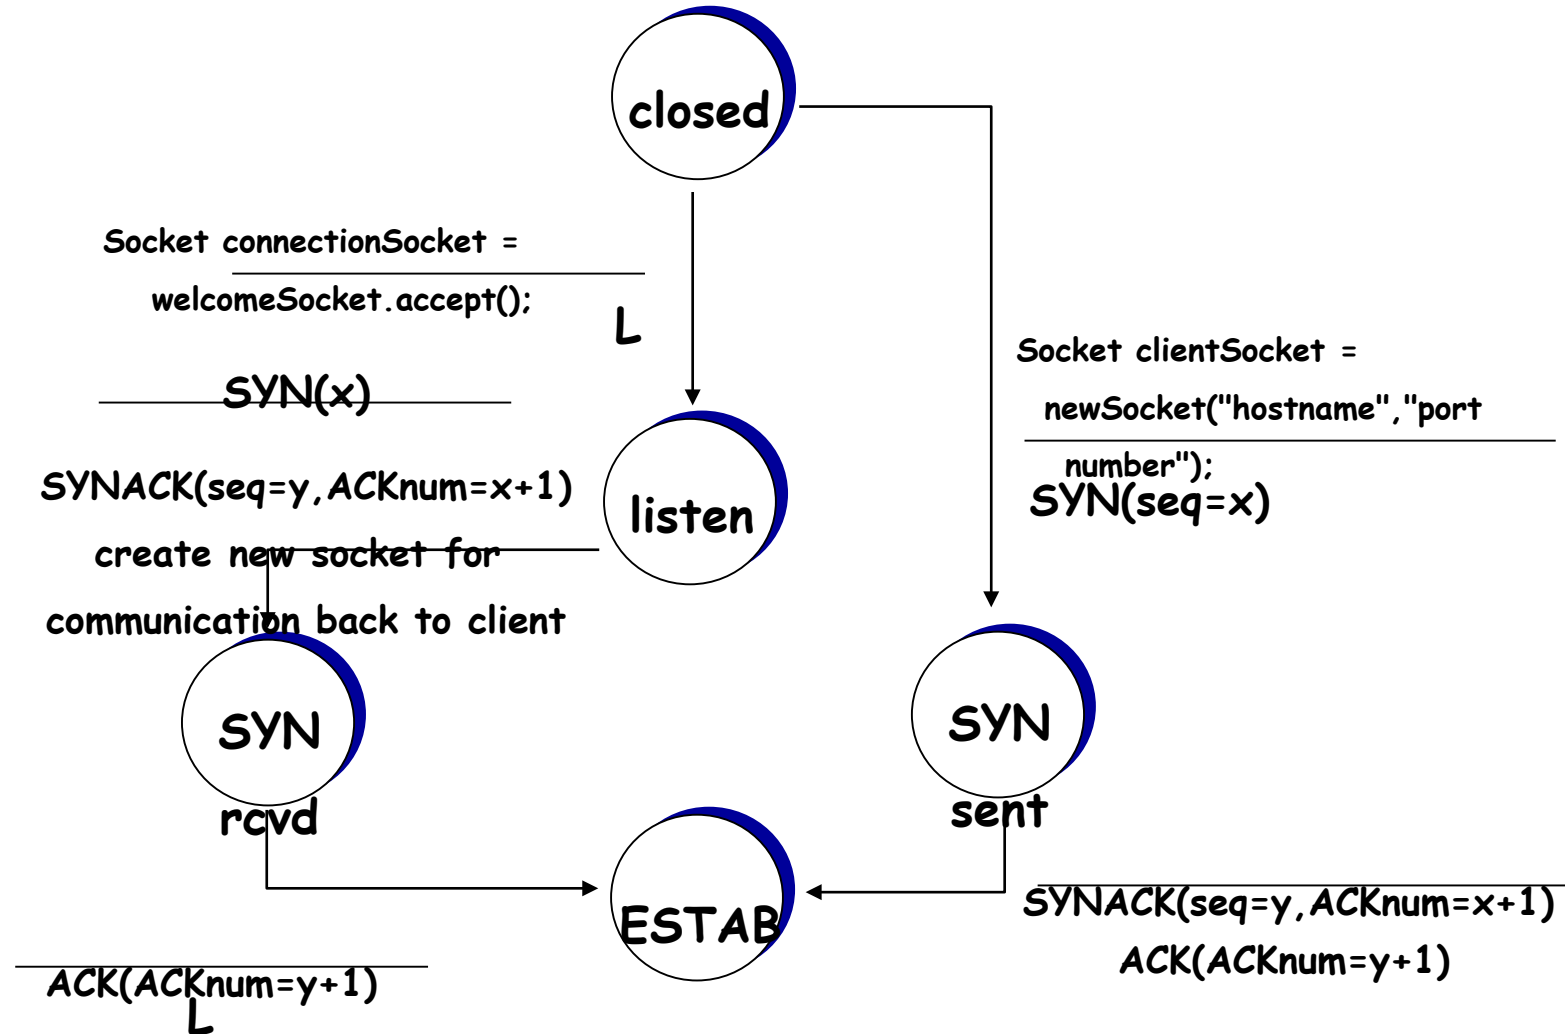 closed
Socket connectionSocket =
welcomeSocket.accept();
L
Socket clientSocket =
newSocket("hostname","port
number");
SYN(seq=x)
SYN(x)
SYNACK(seq=y,ACKnum=x+1)
create new socket for
communication back to client
listen
SYN
rcvd
SYN
sent
ESTAB
SYNACK(seq=y,ACKnum=x+1)
ACK(ACKnum=y+1)
ACK(ACKnum=y+1)
L